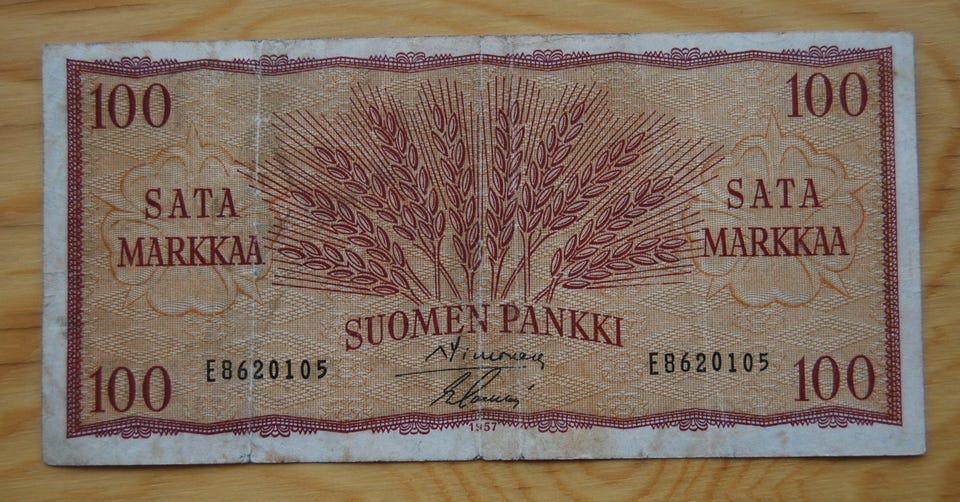 100 100
SATA SATA
MARKKAA MARKKAA
SUOMEN PANKKI
E8620105 E8620105
100 100
1957